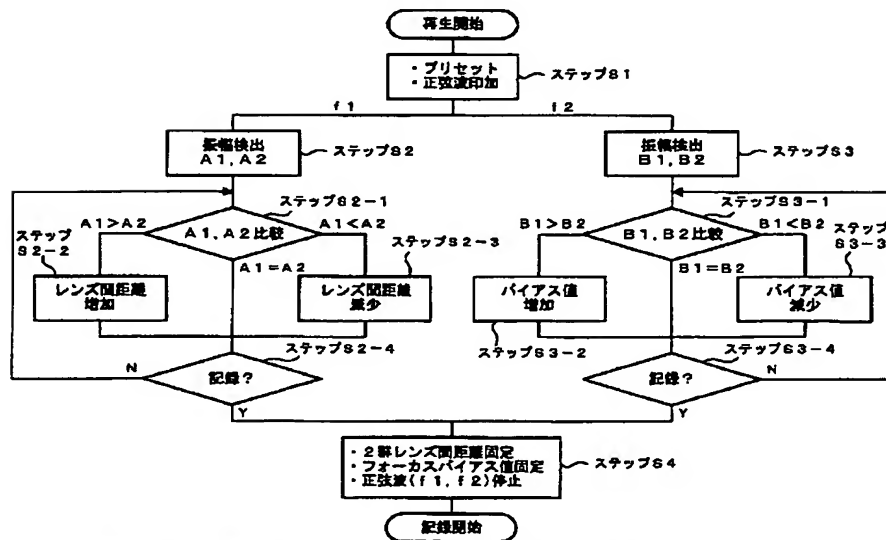 再生開始
・プリセット
・正弦波印加
ステップS1
f1
f2
振幅検出
A1,A2
ステップS2
振幅検出
B1,B2
ステップS3
ステップS2-1
A1>A2
A1,A2比較
A1<A2
A1=A2
ステップ
S2-2
ステップS2-3
レンズ間距離
増加
レンズ間距離
減少
ステップS3-1
B1>B2
B1,B2比較
B1<B2
B1=B2
ステップ
S3-3
バイアス値
増加
バイアス値
減少
ステップS3-2
ステップS2-4
N
記録?
Y
ステップS3-4
記録?
N
Y
・2群レンズ間距離固定
・フォーカスバイアス値固定
・正弦波(f1,f2)停止
ステップS4
記録開始